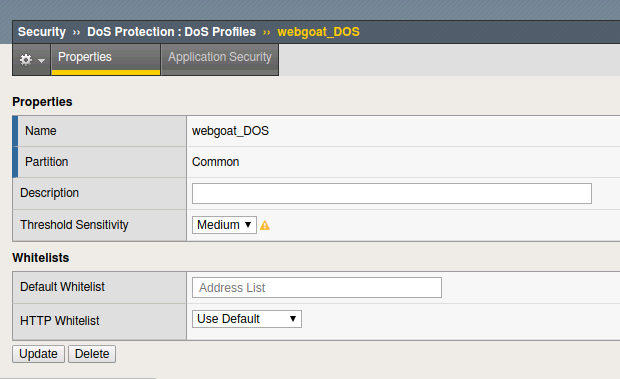 Security ›› DoS Protection : DoS Profiles ›› webgoat_DOS
Properties Application Security
Properties
Name webgoat_DOS
Partition Common
Description
Threshold Sensitivity Medium
Whitelists
Default Whitelist Address List
HTTP Whitelist Use Default
Update Delete